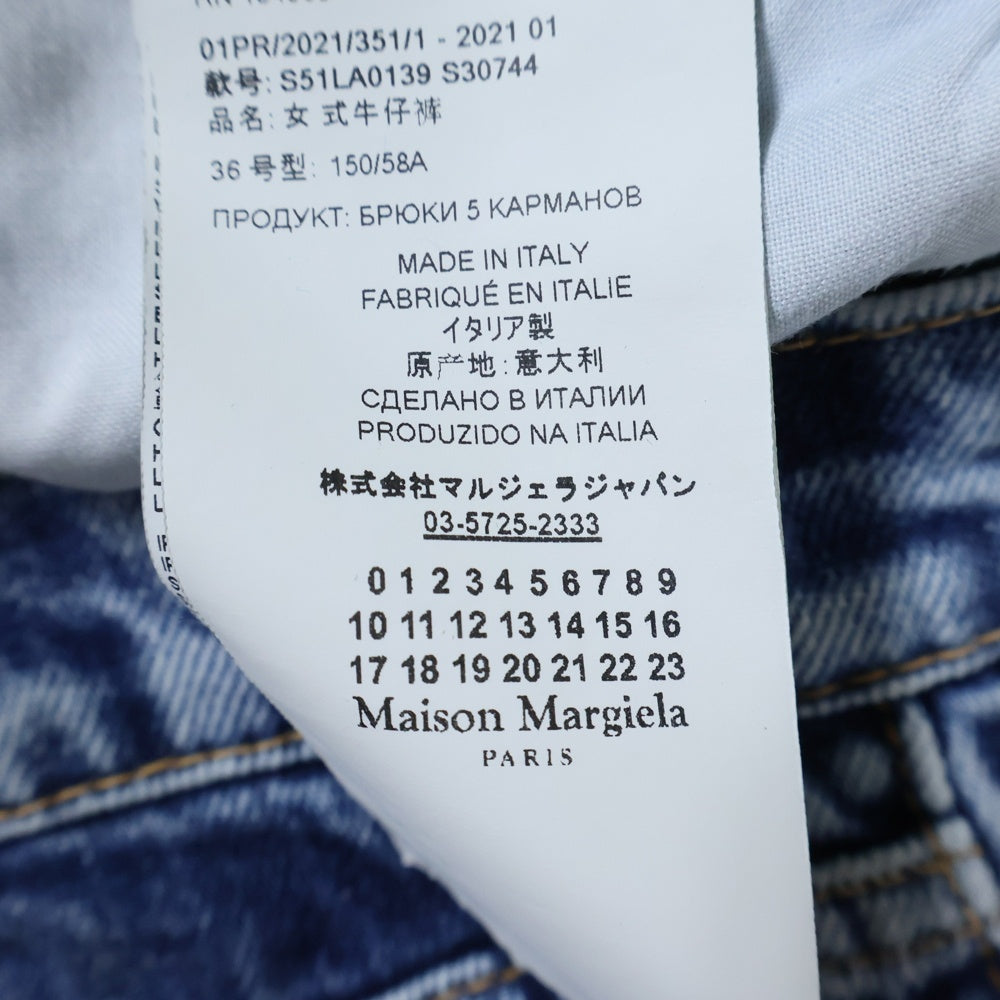 01PR/2021/351/1 - 2021 01
款号: S51LA0139 S30744
品名: 女 式牛仔裤
36 号型: 150/58A
ПРОДУКТ: БРЮКИ 5 КАРМАНОВ
MADE IN ITALY
FABRIQUÉ EN ITALIE
イタリア製
原产地: 意大利
СДЕЛАНО В ИТАЛИИ
PRODUZIDO NA ITALIA
株式会社マルジェラジャパン
03-5725-2333
0 1 2 3 4 5 6 7 8 9
10 11 12 13 14 15 16
17 18 19 20 21 22 23
Maison Margiela
PARIS